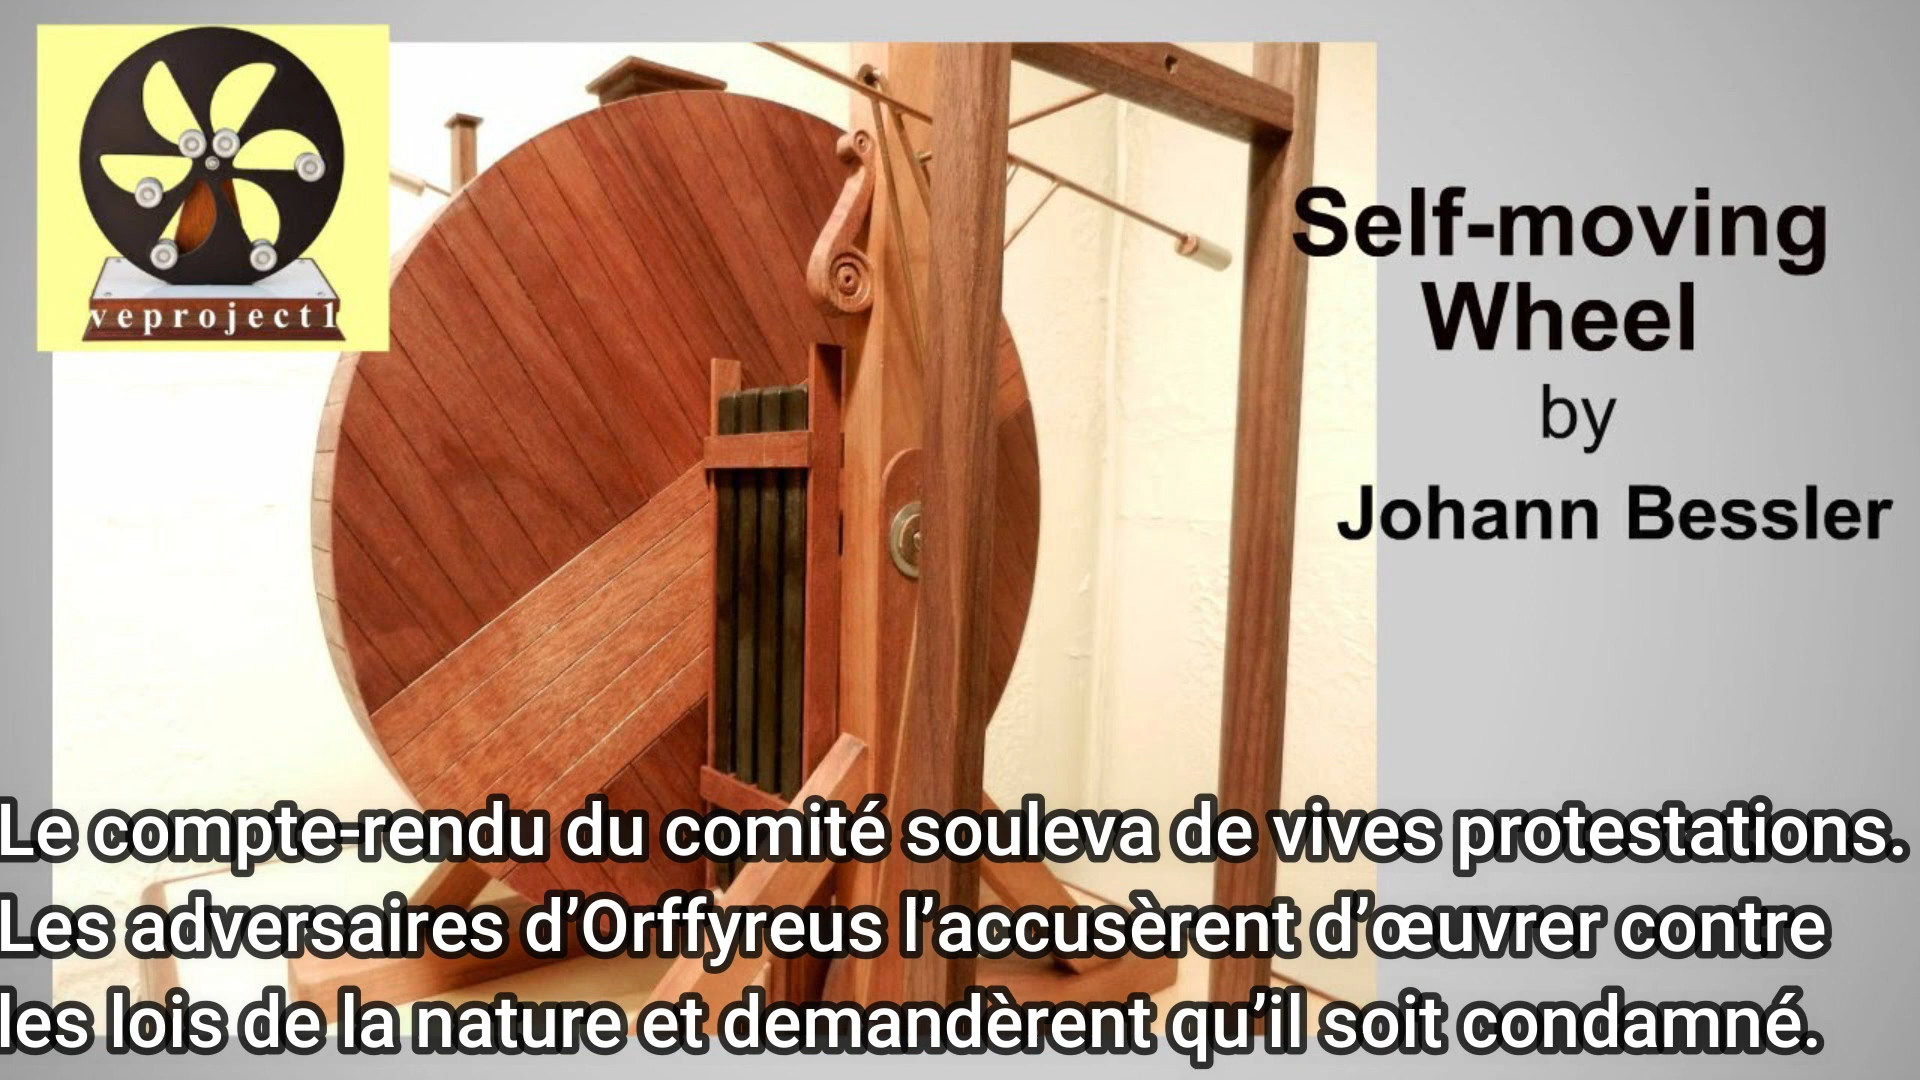 veproject1
Self-moving
Wheel
by
Johann Bessler
Le compte-rendu du comité souleva de vives protestations.
Les adversaires d’Orffyreus l’accusèrent d’œuvrer contre
les lois de la nature et demandèrent qu’il soit condamné.